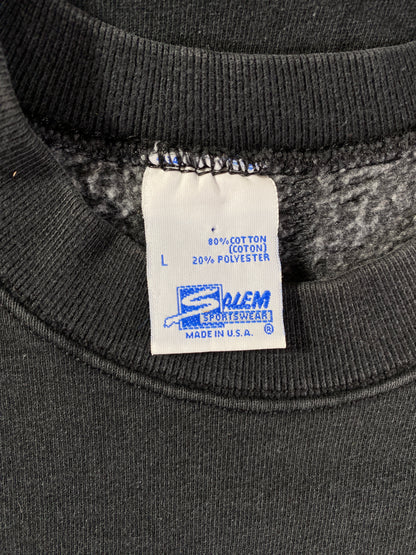 80% COTTON
(COTON)
L 20% POLYESTER
SALEM
SPORTSWEAR
MADE IN U.S.A. ®